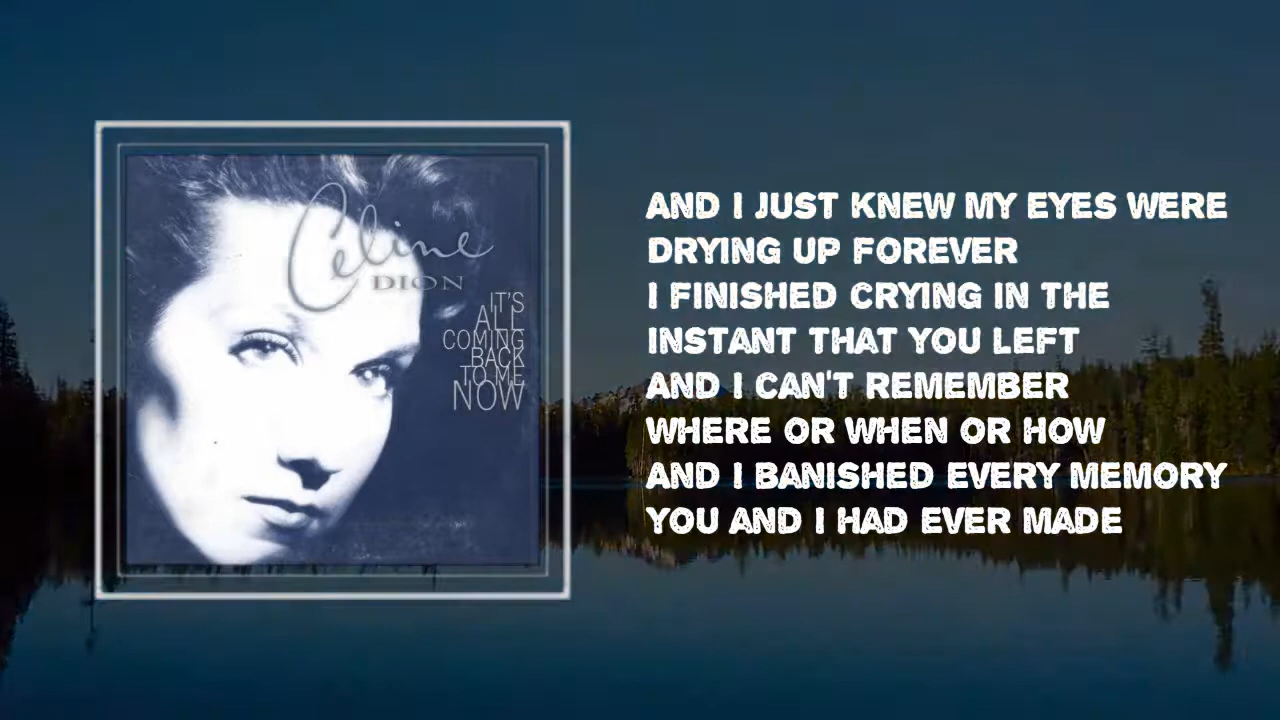 Celine
DION
IT'S
ALL
COMING
BACK
TO ME
NOW
AND I JUST KNEW MY EYES WERE
DRYING UP FOREVER
I FINISHED CRYING IN THE
INSTANT THAT YOU LEFT
AND I CAN'T REMEMBER
WHERE OR WHEN OR HOW
AND I BANISHED EVERY MEMORY
YOU AND I HAD EVER MADE